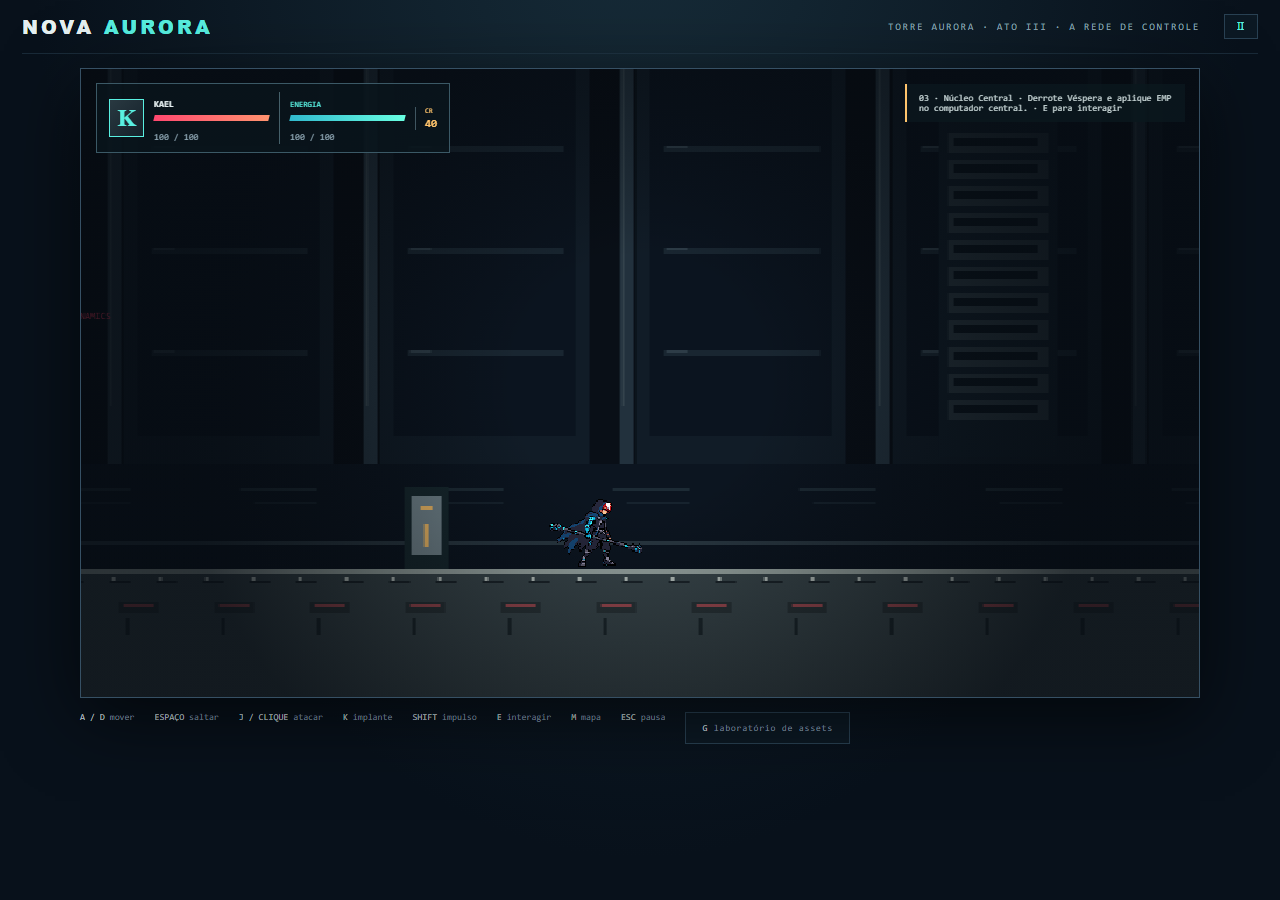 NOVA AURORA
TORRE AURORA · ATO III · A REDE DE CONTROLE
II
K
KAEL
100 / 100
ENERGIA
100 / 100
CR
40
03 · Núcleo Central · Derrote Véspera e aplique EMP
no computador central. · E para interagir
NAMICS
A / D mover
ESPAÇO saltar
J / CLIQUE atacar
K implante
SHIFT impulso
E interagir
M mapa
ESC pausa
G laboratório de assets